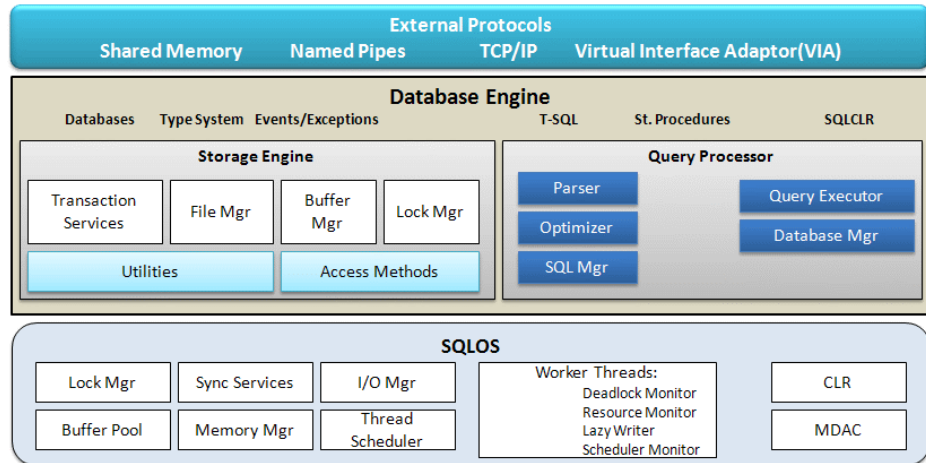 External Protocols
Shared Memory Named Pipes TCP/IP Virtual Interface Adaptor(VIA)
Database Engine
Databases Type System Events/Exceptions T-SQL St. Procedures SQLCLR
Storage Engine
Transaction
Services
File Mgr
Buffer
Mgr
Lock Mgr
Utilities
Access Methods
Query Processor
Parser
Optimizer
SQL Mgr
Query Executor
Database Mgr
SQLOS
Lock Mgr
Sync Services
I/O Mgr
Buffer Pool
Memory Mgr
Thread
Scheduler
Worker Threads:
Deadlock Monitor
Resource Monitor
Lazy Writer
Scheduler Monitor
CLR
MDAC